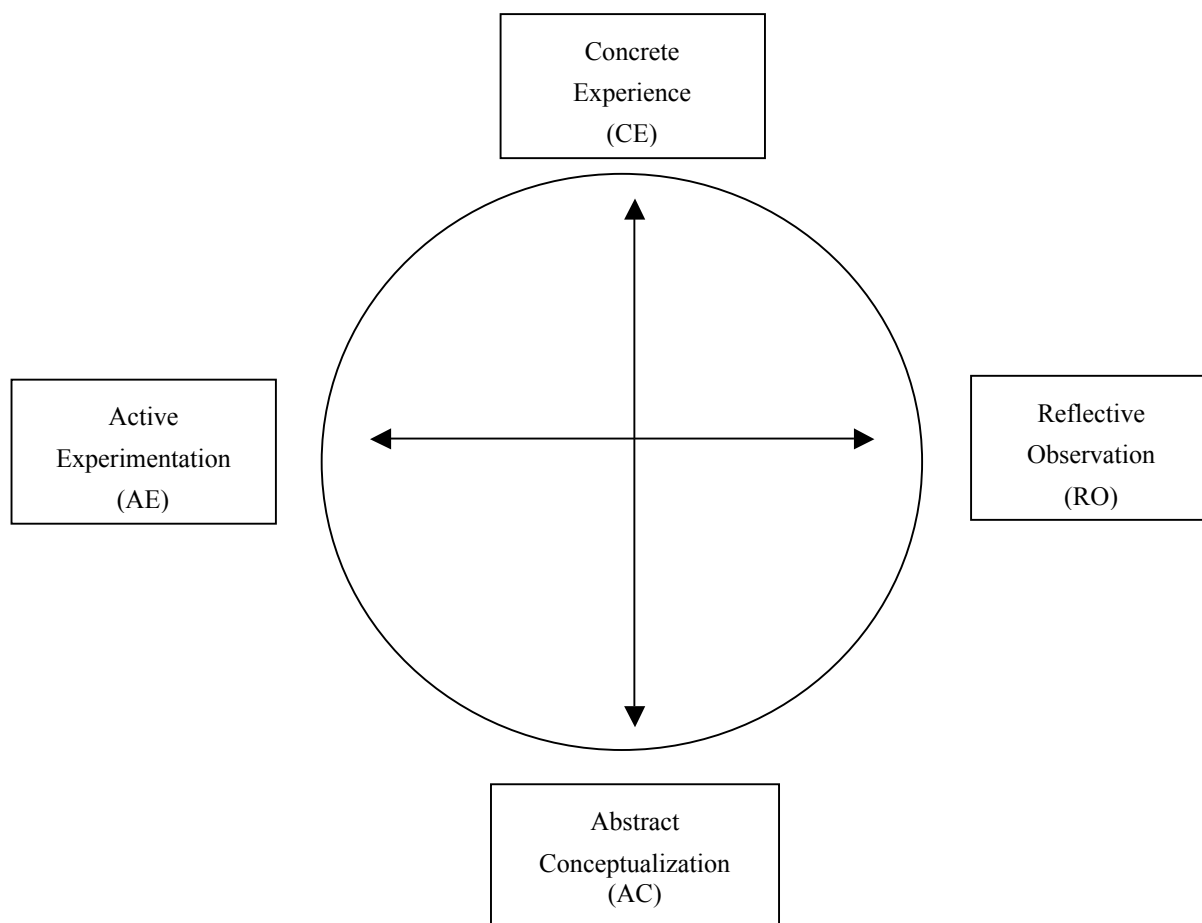 Concrete
Experience
(CE)
Active
Experimentation
(AE)
Reflective
Observation
(RO)
Abstract
Conceptualization
(AC)